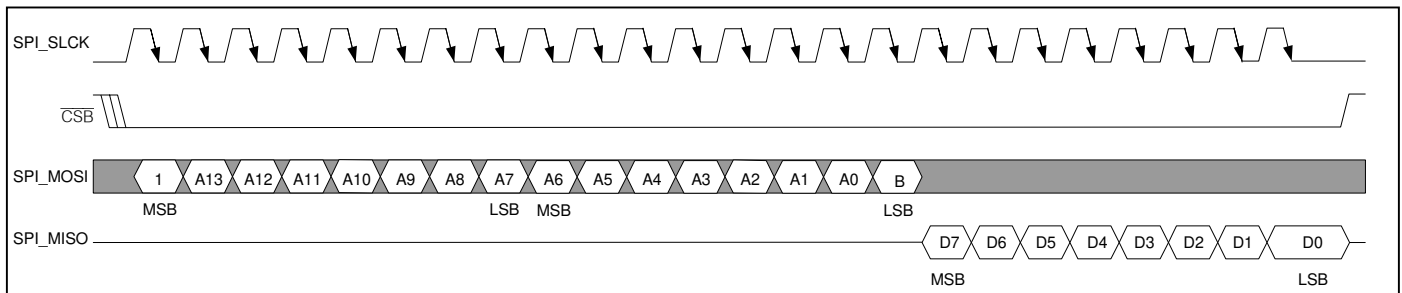 SPI_SLCK
CSB
SPI_MOSI 1 A13 A12 A11 A10 A9 A8 A7 A6 A5 A4 A3 A2 A1 A0 B
MSB LSB MSB LSB
SPI_MISO D7 D6 D5 D4 D3 D2 D1 D0
MSB LSB